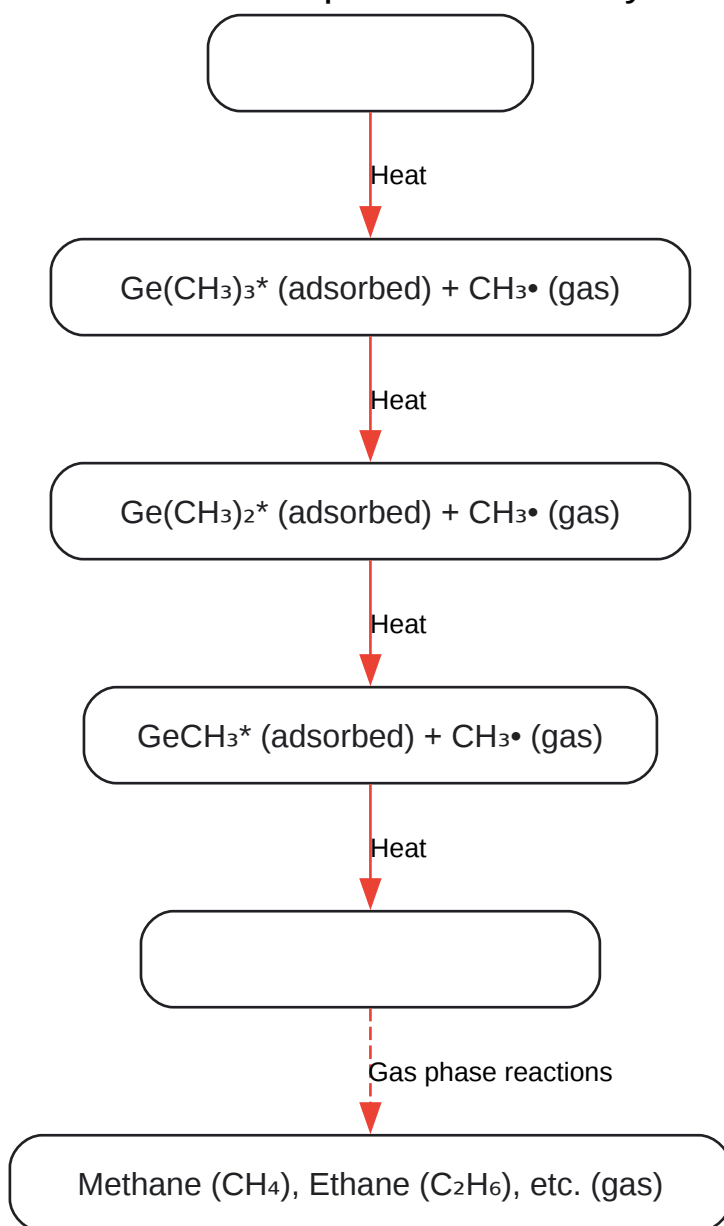 Heat
Ge(CH₃)₃* (adsorbed) + CH₃• (gas)
Heat
Ge(CH₃)₂* (adsorbed) + CH₃• (gas)
Heat
GeCH₃* (adsorbed) + CH₃• (gas)
Heat
Gas phase reactions
Methane (CH₄), Ethane (C₂H₆), etc. (gas)